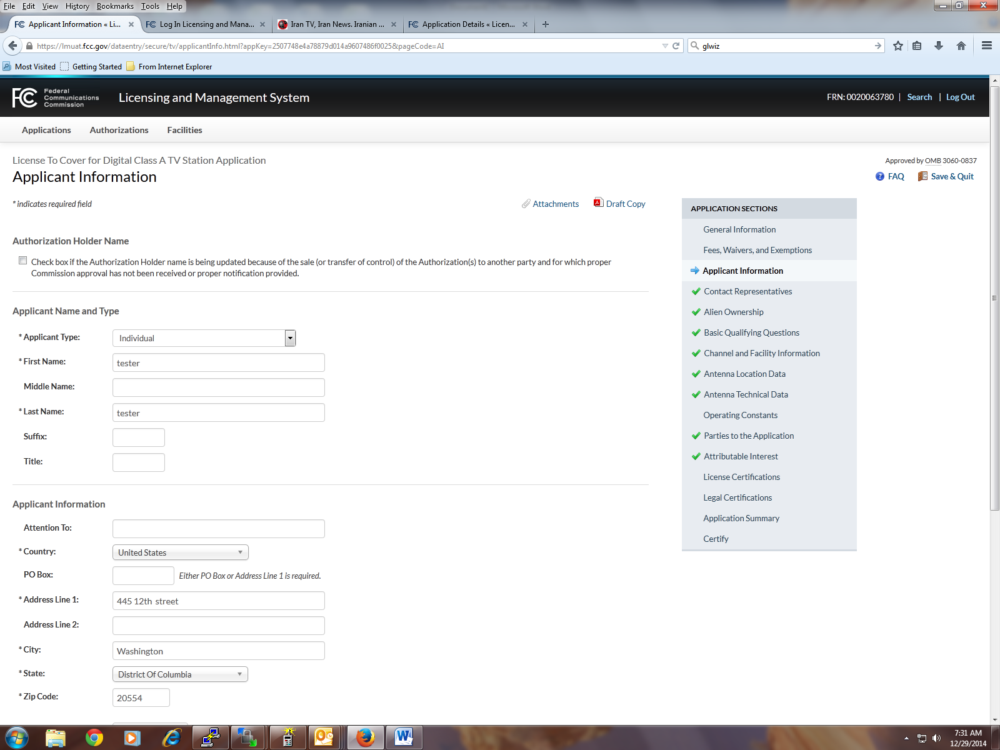 File Edit View History Bookmarks Tools Help
Applicant Information « Li... × Log In Licensing and Mana... × Iran TV, Iran News. Iranian ... × Application Details « Licen... × +
https://lmuat.fcc.gov/dataentry/secure/tv/applicantInfo.html?appKey=2507748e4a78879d014a9607486f0025&pageCode=AI
glwiz
Most Visited Getting Started From Internet Explorer
FC Federal Communications Commission
Licensing and Management System
FRN: 0020063780 | Search | Log Out
Applications Authorizations Facilities
License To Cover for Digital Class A TV Station Application
Applicant Information
Approved by OMB 3060-0837
FAQ Save & Quit
* indicates required field
Attachments Draft Copy
Authorization Holder Name
Check box if the Authorization Holder name is being updated because of the sale (or transfer of control) of the Authorization(s) to another party and for which proper
Commission approval has not been received or proper notification provided.
Applicant Name and Type
* Applicant Type: Individual
* First Name: tester
Middle Name:
* Last Name: tester
Suffix:
Title:
Applicant Information
Attention To:
* Country: United States
PO Box: Either PO Box or Address Line 1 is required.
* Address Line 1: 445 12th street
Address Line 2:
* City: Washington
* State: District Of Columbia
* Zip Code: 20554
APPLICATION SECTIONS
General Information
Fees, Waivers, and Exemptions
Applicant Information
Contact Representatives
Alien Ownership
Basic Qualifying Questions
Channel and Facility Information
Antenna Location Data
Antenna Technical Data
Operating Constants
Parties to the Application
Attributable Interest
License Certifications
Legal Certifications
Application Summary
Certify
7:31 AM
12/29/2014